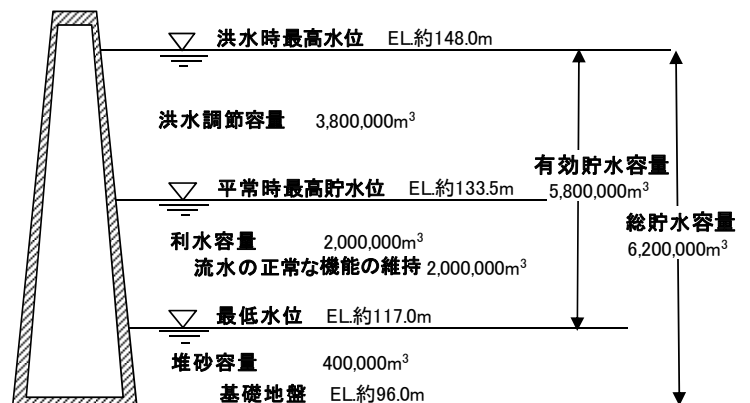 洪水時最高水位 EL.約148.0m
洪水調節容量 3,800,000m³
有効貯水容量
5,800,000m³
平常時最高貯水位 EL.約133.5m
総貯水容量
6,200,000m³
利水容量 2,000,000m³
流水の正常な機能の維持 2,000,000m³
最低水位 EL.約117.0m
堆砂容量 400,000m³
基礎地盤 EL.約96.0m